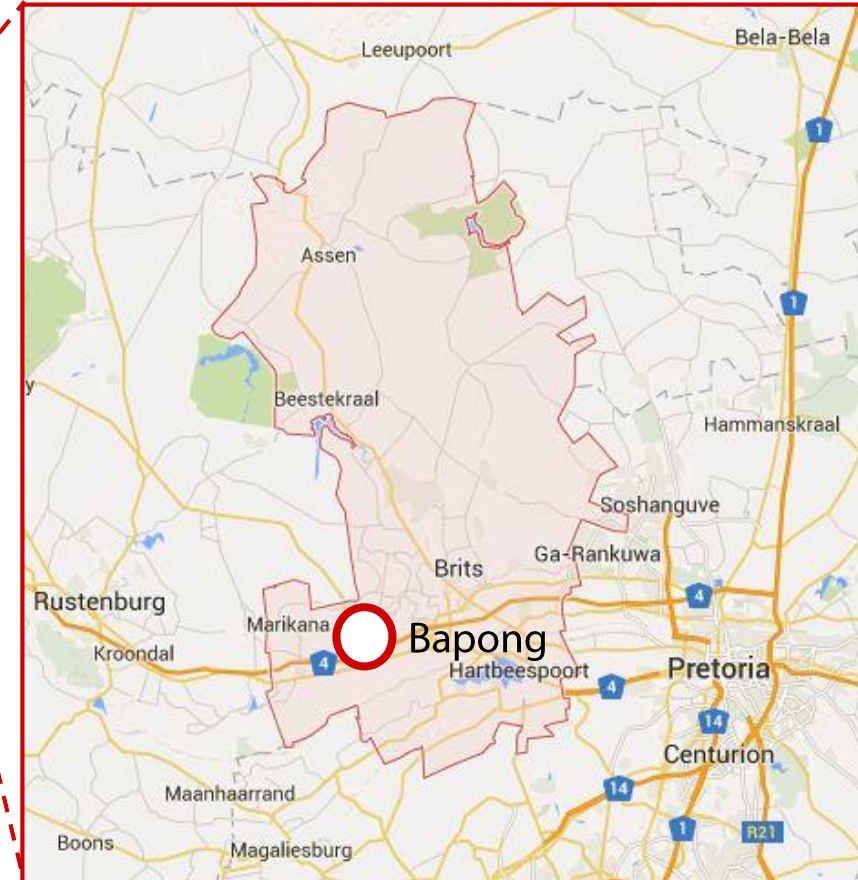 Leeupoort
Bela-Bela
1
Assen
1
y
Beestekraal
Hammanskraal
Soshanguve
Ga-Rankuwa
Brits
4
Rustenburg
Marikana
Bapong
Kroondal
4
Hartbeespoort
Pretoria
4
14
Centurion
14
Maanhaarrand
1
R21
Boons
Magaliesburg